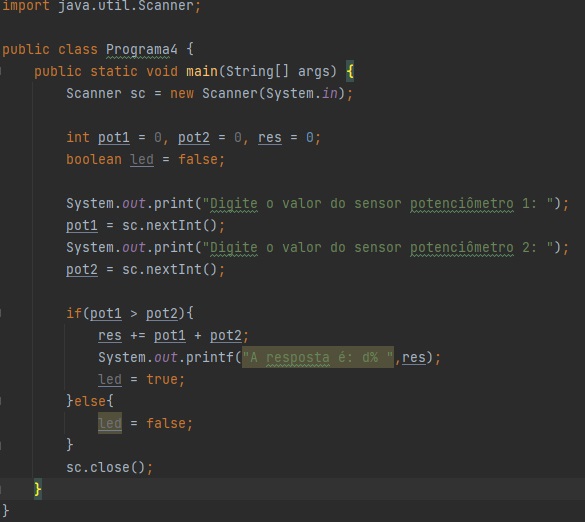 import java.util.Scanner;
public class Programa4 {
public static void main(String[] args) {
Scanner sc = new Scanner(System.in);
int pot1 = 0, pot2 = 0, res = 0;
boolean led = false;
System.out.print("Digite o valor do sensor potenciômetro 1: ");
pot1 = sc.nextInt();
System.out.print("Digite o valor do sensor potenciômetro 2: ");
pot2 = sc.nextInt();
if(pot1 > pot2){
res += pot1 + pot2;
System.out.printf("A resposta é: d% ",res);
led = true;
}else{
led = false;
}
sc.close();
}
}